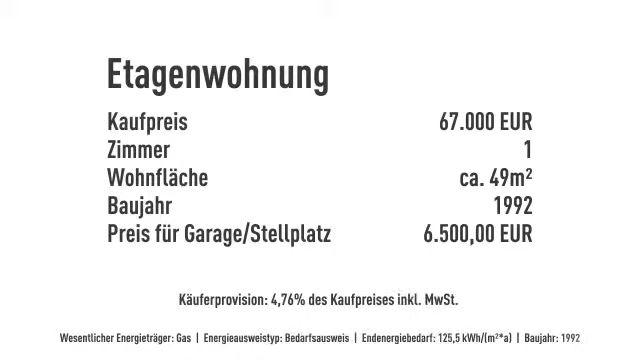 Etagenwohnung
Kaufpreis 67.000 EUR
Zimmer 1
Wohnfläche ca. 49m²
Baujahr 1992
Preis für Garage/Stellplatz 6.500,00 EUR
Käuferprovision: 4,76% des Kaufpreises inkl. MwSt.
Wesentlicher Energieträger: Gas | Energieausweistyp: Bedarfsausweis | Endenergiebedarf: 125,5 kWh/(m²*a) | Baujahr: 1992